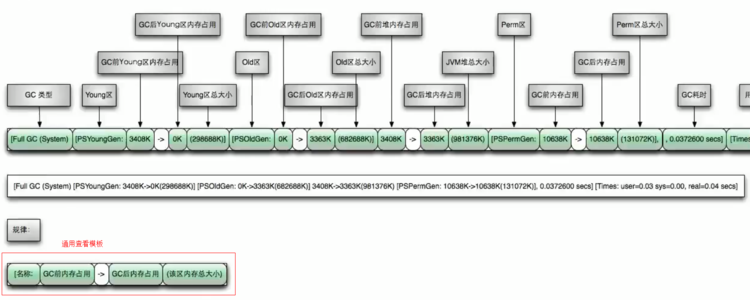 GC后Young区内存占用
GC前Old区内存占用
GC前堆内存占用
Perm区
Perm区总大小
GC前Young区内存占用
Old区
Old区总大小
JVM堆总大小
GC后内存占用
GC 类型
Young区
Young区总大小
GC后Old区内存占用
GC后堆内存占用
GC前内存占用
GC耗时
[Full GC (System) [PSYoungGen: 3408K -> 0K (298688K)] [PSOldGen: 0K -> 3363K (682688K)] 3408K -> 3363K (981376K) [PSPermGen: 10638K -> 10638K (131072K)], , 0.0372600 secs] [Times:
[Full GC (System) [PSYoungGen: 3408K->0K(298688K)] [PSOldGen: 0K->3363K(682688K)] 3408K->3363K(981376K) [PSPermGen: 10638K->10638K(131072K)], 0.0372600 secs] [Times: user=0.03 sys=0.00, real=0.04 secs]
规律:
通用查看模板
[名称: GC前内存占用 -> GC后内存占用 (该区内存总大小)